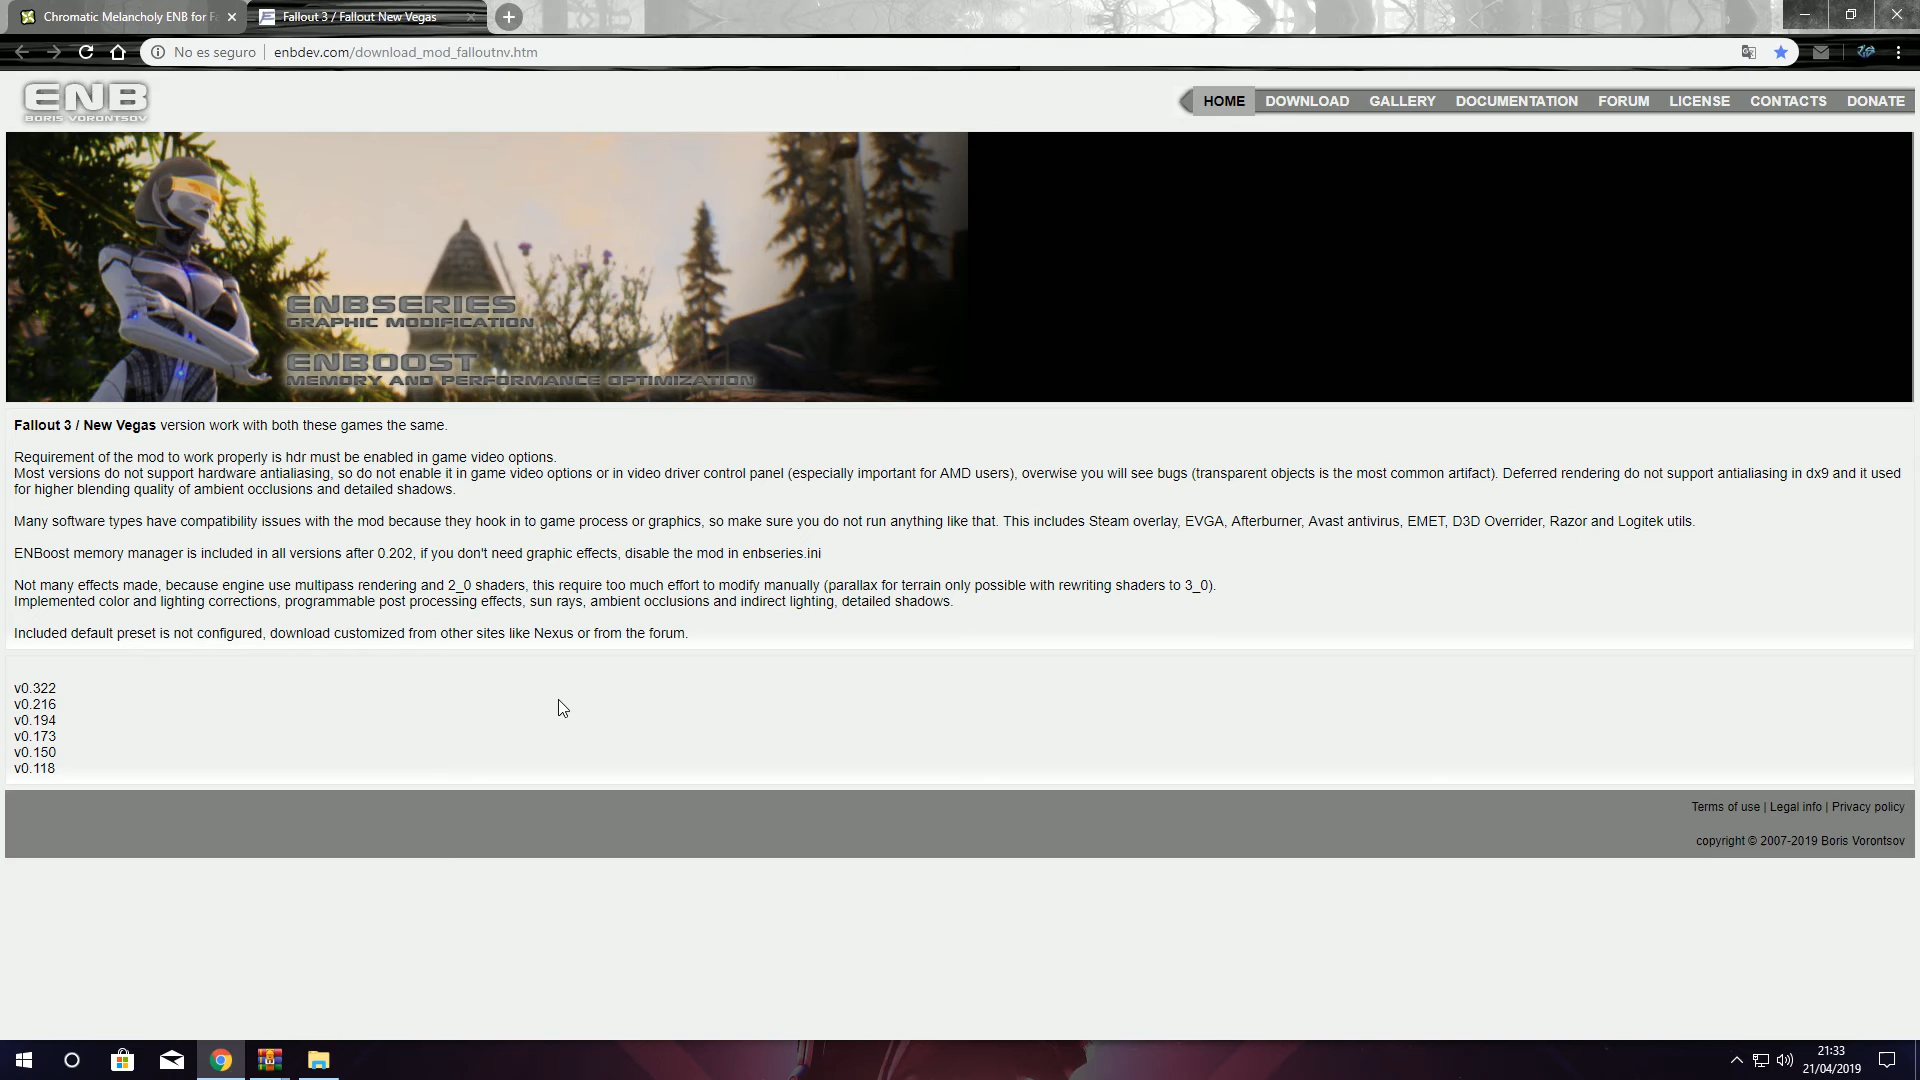 Chromatic Melancholy ENB for Fa
Fallout 3 / Fallout New Vegas
No es seguro
enbdev.com/download_mod_falloutnv.htm
ENB
BORIS VORONTSOV
HOME
DOWNLOAD
GALLERY
DOCUMENTATION
FORUM
LICENSE
CONTACTS
DONATE
ENBSERIES
GRAPHIC MODIFICATION
ENBOOST
MEMORY AND PERFORMANCE OPTIMIZATION
Fallout 3 / New Vegas version work with both these games the same.
Requirement of the mod to work properly is hdr must be enabled in game video options.
Most versions do not support hardware antialiasing, so do not enable it in game video options or in video driver control panel (especially important for AMD users), overwise you will see bugs (transparent objects is the most common artifact). Deferred rendering do not support antialiasing in dx9 and it used
for higher blending quality of ambient occlusions and detailed shadows.
Many software types have compatibility issues with the mod because they hook in to game process or graphics, so make sure you do not run anything like that. This includes Steam overlay, EVGA, Afterburner, Avast antivirus, EMET, D3D Overrider, Razor and Logitek utils.
ENBoost memory manager is included in all versions after 0.202, if you don't need graphic effects, disable the mod in enbseries.ini
Not many effects made, because engine use multipass rendering and 2_0 shaders, this require too much effort to modify manually (parallax for terrain only possible with rewriting shaders to 3_0).
Implemented color and lighting corrections, programmable post processing effects, sun rays, ambient occlusions and indirect lighting, detailed shadows.
Included default preset is not configured, download customized from other sites like Nexus or from the forum.
v0.322
v0.216
v0.194
v0.173
v0.150
v0.118
Terms of use | Legal info | Privacy policy
copyright © 2007-2019 Boris Vorontsov
21:33
21/04/2019